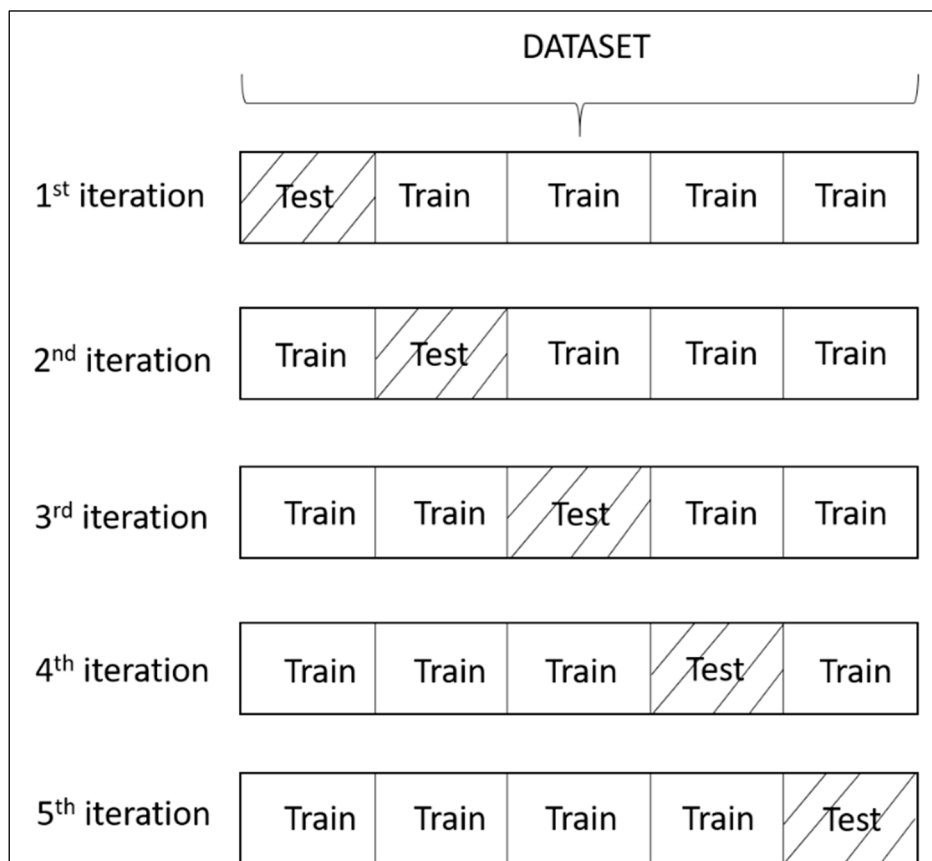 DATASET
1st iteration Test Train Train Train Train
2nd iteration Train Test Train Train Train
3rd iteration Train Train Test Train Train
4th iteration Train Train Train Test Train
5th iteration Train Train Train Train Test